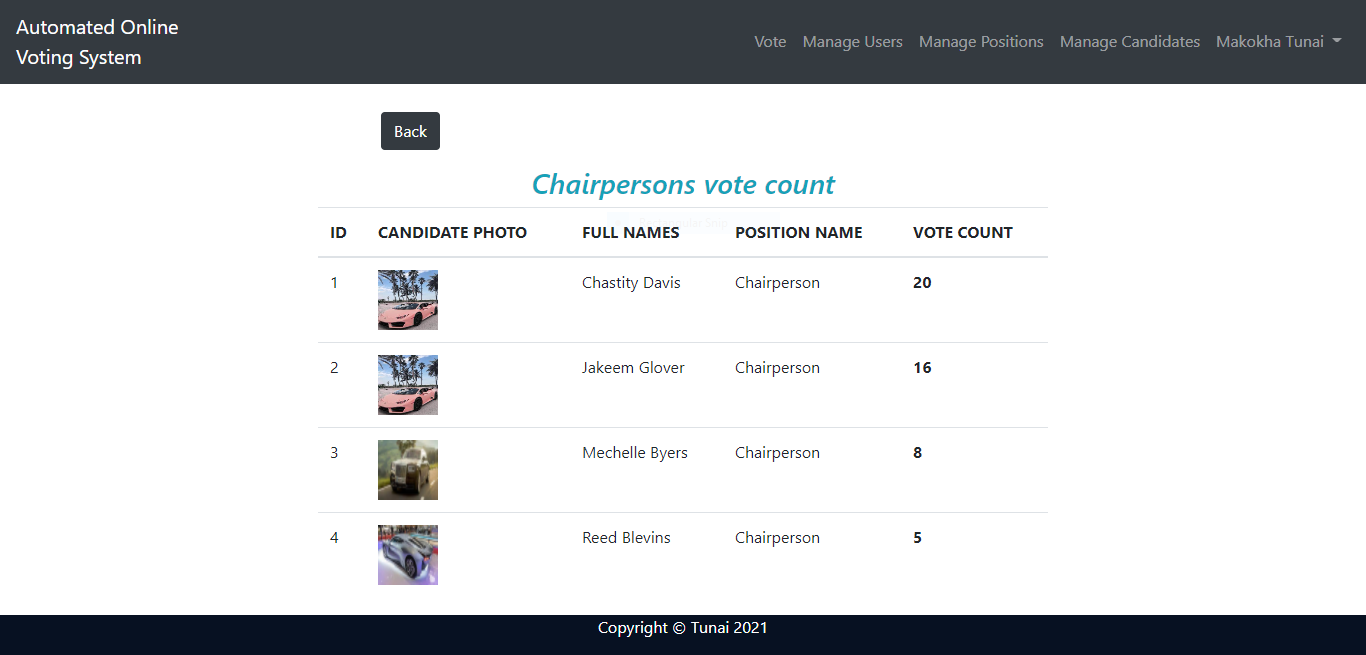 Automated Online
Voting System
Vote Manage Users Manage Positions Manage Candidates Makokha Tunai
Back
Chairpersons vote count
ID CANDIDATE PHOTO FULL NAMES POSITION NAME VOTE COUNT
1 Chastity Davis Chairperson 20
2 Jakeem Glover Chairperson 16
3 Mechelle Byers Chairperson 8
4 Reed Blevins Chairperson 5
Copyright © Tunai 2021